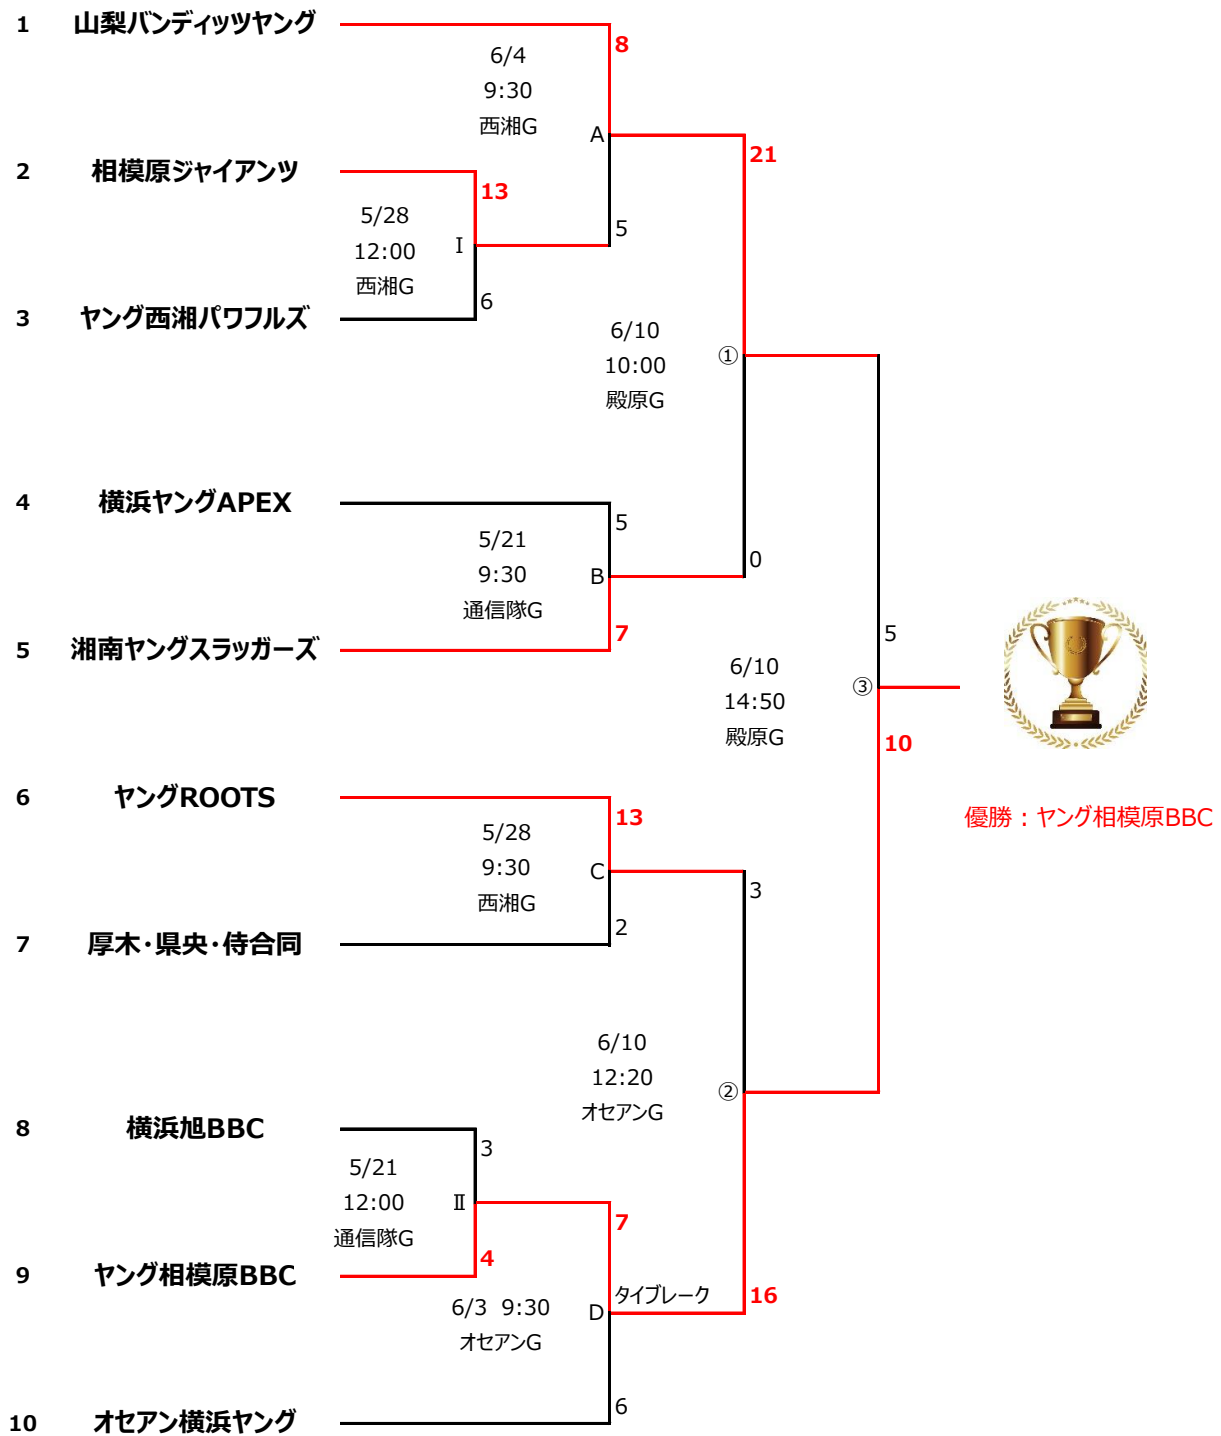 1 山梨バンディッツヤング
8
6/4
9:30
西湘G
A
21
2 相模原ジャイアンツ
13
5/28
12:00
西湘G
Ⅰ
5
6
3 ヤング西湘パワフルズ
6/10
10:00
殿原G
①
4 横浜ヤングAPEX
5
5/21
9:30
通信隊G
B
0
7
5 湘南ヤングスラッガーズ
5
6/10
14:50
殿原G
③
10
6 ヤングROOTS
13
優勝：ヤング相模原BBC
5/28
9:30
西湘G
C
3
2
7 厚木・県央・侍合同
6/10
12:20
オセアンG
②
8 横浜旭BBC
3
5/21
12:00
通信隊G
Ⅱ
7
4
9 ヤング相模原BBC
タイブレーク
16
6/3 9:30
オセアンG
D
6
10 オセアン横浜ヤング